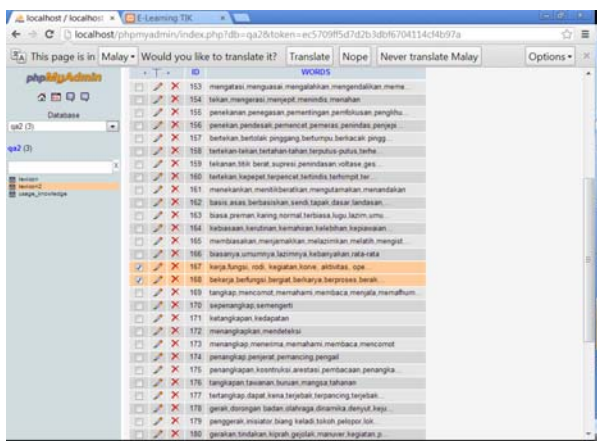 localhost / localhost
E-Learning TIK
localhost/phpmyadmin/index.php?db=qa2&token=ec5709ff5d7d2b3dbf6704114cf4b97a
This page is in Malay Would you like to translate it? Translate Nope Never translate Malay Options
phpMyAdmin
Database
qa2 (3)
qa2 (3)
lexicon
lexicon2
usage_knowledge
ID WORDS
153 mengatasi,menguasai,mengalahkan,mengendalikan,meme...
154 tekan,mengerasi,menjepit,menindis,menahan
155 penekanan,penegasan,pementingan,pemfokusan,pengkhu...
156 penekan,pendesak,pemencet,pemeras,penindas,penjepi...
157 bertekan,bertolak pinggang,bertumpu,berkacak pingg...
158 tertekan-tekan,tertahan-tahan,terputus-putus,terhe...
159 tekanan,titik berat,supresi,penindasan,voltase,ges...
160 tertekan,kepepet,terpencet,tertindis,terhimpit,ter...
161 menekankan,menitikberatkan,mengutamakan,menandakan
162 basis,asas,berbasiskan,sendi,tapak,dasar,landasan...
163 biasa,preman,karing,normal,terbiasa,lugu,lazim,umu...
164 kebiasaan,kerutinan,kemahiran,kelebihan,kepiawaian...
165 membiasakan,menjamakkan,melazimkan,melatih,mengist...
166 biasanya,umumnya,lazimnya,kebanyakan,rata-rata
167 kerja,fungsi, rodi, kegiatan,korve, aktivitas, ope...
168 bekerja,berfungsi,bergiat,berkarya,berproses,berak...
169 tangkap,mencomot,memahami,membaca,menjala,memafhum...
170 sepenangkap,semengerti
171 ketangkapan,kedapatan
172 menangkapkan,mendeteksi
173 menangkap,menerima,memahami,membaca,mencomot
174 penangkap,penjerat,pemancing,pengail
175 penangkapan,kosntruksi,arestasi,pembacaan,penangka...
176 tangkapan,tawanan,buruan,mangsa,tahanan
177 tertangkap,dapat,kena,terjebak,terpancing,terjebak...
178 gerak,dorongan badan,olahraga,dinamika,denyut,keju...
179 penggerak,inisiator,biang keladi,tokoh,pelopor,lok...
180 gerakan,tindakan,kiprah,gejolak,manuver,kegiatan,p...